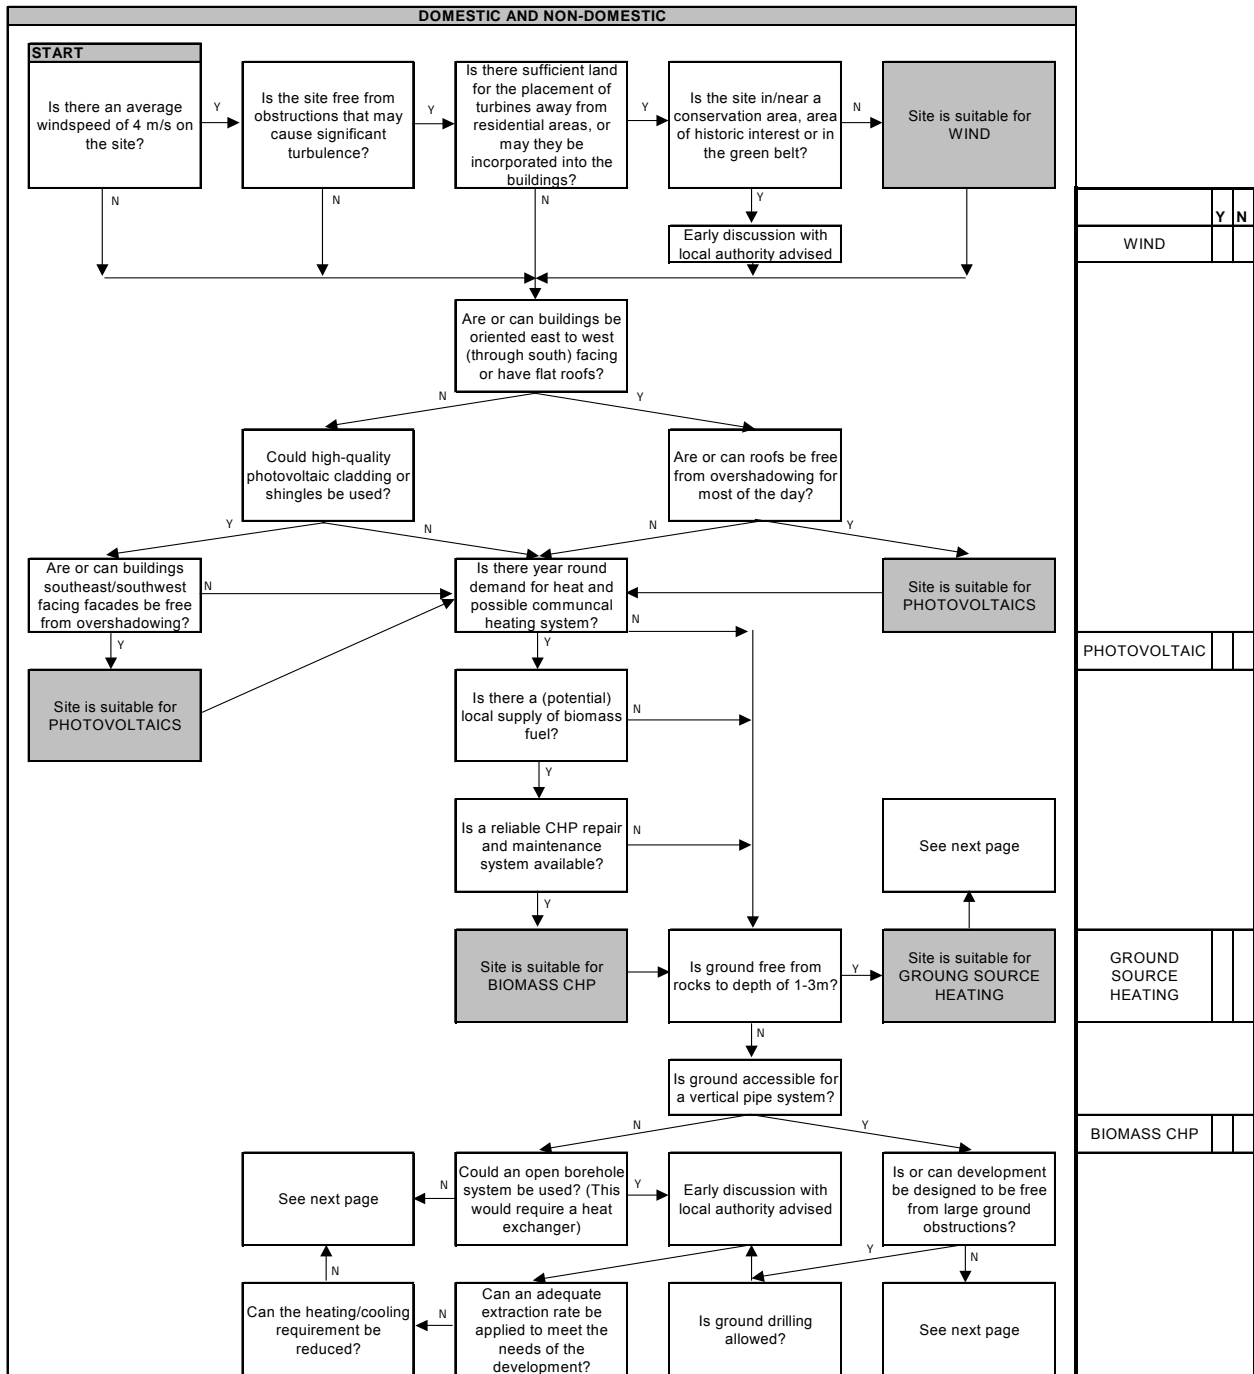 DOMESTIC AND NON-DOMESTIC
START
Is there an average
windspeed of 4 m/s on
the site?
Y
Is the site free from
obstructions that may
cause significant
turbulence?
Y
Is there sufficient land
for the placement of
turbines away from
residential areas, or
may they be
incorporated into the
buildings?
Y
Is the site in/near a
conservation area, area
of historic interest or in
the green belt?
N
Site is suitable for
WIND
N
N
N
Y
Early discussion with
local authority advised
Y N
WIND
Are or can buildings be
oriented east to west
(through south) facing
or have flat roofs?
N
Y
Could high-quality
photovoltaic cladding or
shingles be used?
Are or can roofs be free
from overshadowing for
most of the day?
Y
N
N
Y
Are or can buildings
southeast/southwest
facing facades be free
from overshadowing?
N
Is there year round
demand for heat and
possible communcal
heating system?
N
Site is suitable for
PHOTOVOLTAICS
Y
Y
PHOTOVOLTAIC
Site is suitable for
PHOTOVOLTAICS
Is there a (potential)
local supply of biomass
fuel?
N
Y
Is a reliable CHP repair
and maintenance
system available?
N
See next page
Y
Site is suitable for
BIOMASS CHP
Is ground free from
rocks to depth of 1-3m?
Y
Site is suitable for
GROUNG SOURCE
HEATING
GROUND
SOURCE
HEATING
N
Is ground accessible for
a vertical pipe system?
N
Y
BIOMASS CHP
See next page
N
Could an open borehole
system be used? (This
would require a heat
exchanger)
Y
Early discussion with
local authority advised
Is or can development
be designed to be free
from large ground
obstructions?
N
Y
N
Can the heating/cooling
requirement be
reduced?
N
Can an adequate
extraction rate be
applied to meet the
needs of the
development?
Is ground drilling
allowed?
See next page